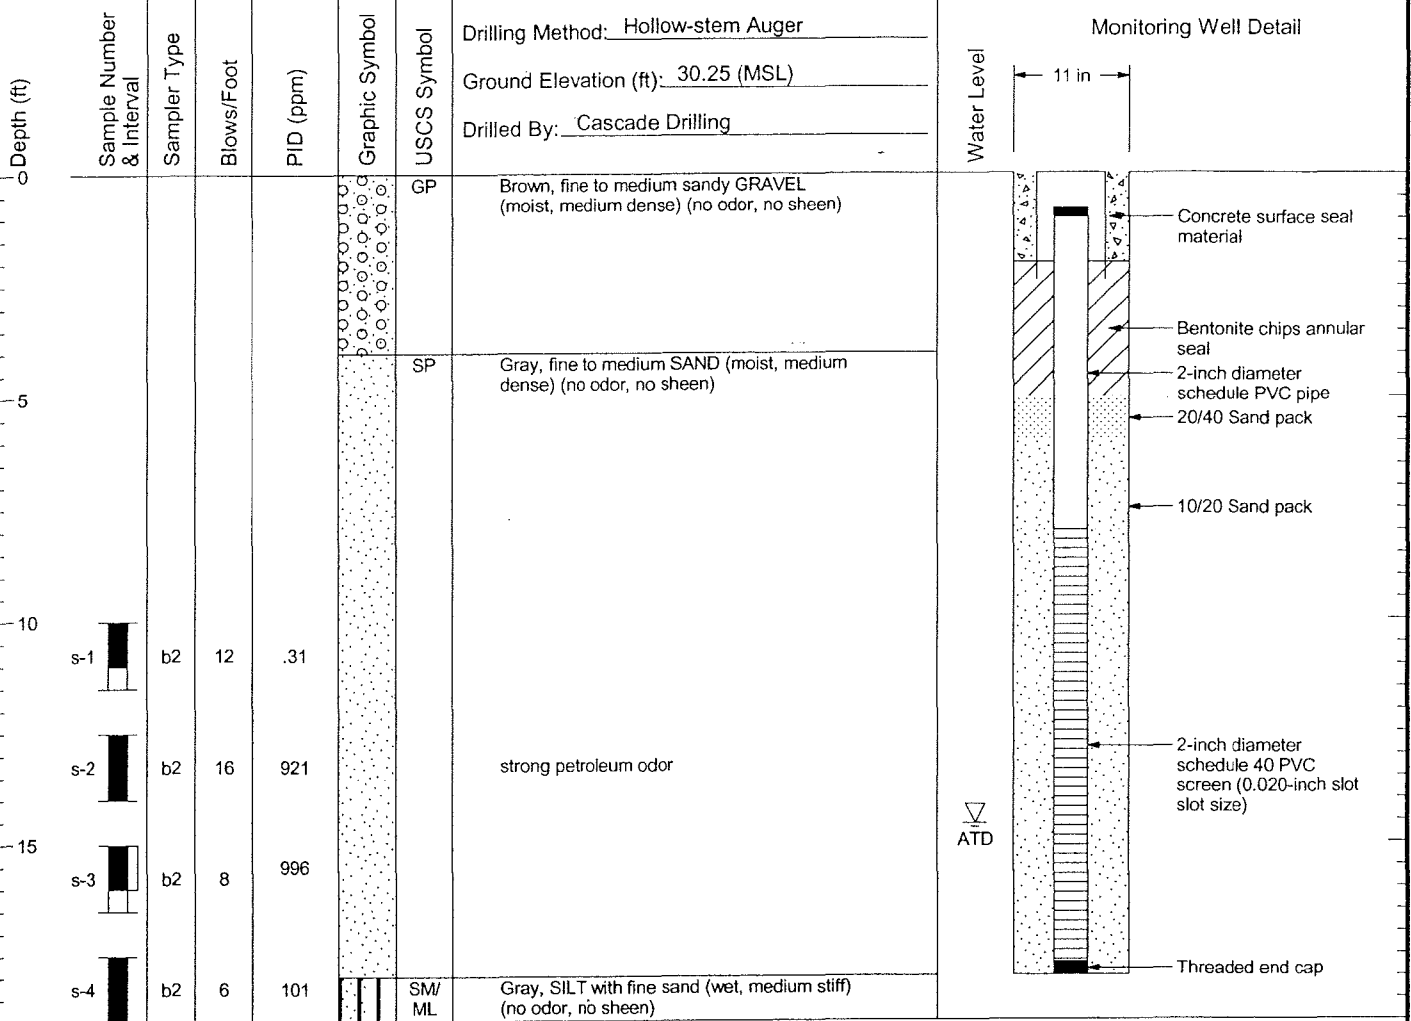 Drilling Method: Hollow-stem Auger
Ground Elevation (ft): 30.25 (MSL)
Drilled By: Cascade Drilling
Monitoring Well Detail
Depth (ft)
Sample Number
& Interval
Sampler Type
Blows/Foot
PID (ppm)
Graphic Symbol
USCS Symbol
Water Level
11 in
0
GP
Brown, fine to medium sandy GRAVEL
(moist, medium dense) (no odor, no sheen)
Concrete surface seal
material
Bentonite chips annular
seal
SP
Gray, fine to medium SAND (moist, medium
dense) (no odor, no sheen)
2-inch diameter
schedule PVC pipe
5
20/40 Sand pack
10/20 Sand pack
10
s-1 b2 12 .31
s-2 b2 16 921
strong petroleum odor
2-inch diameter
schedule 40 PVC
screen (0.020-inch slot
slot size)
ATD
15
s-3 b2 8 996
Threaded end cap
s-4 b2 6 101
SM/
ML
Gray, SILT with fine sand (wet, medium stiff)
(no odor, no sheen)